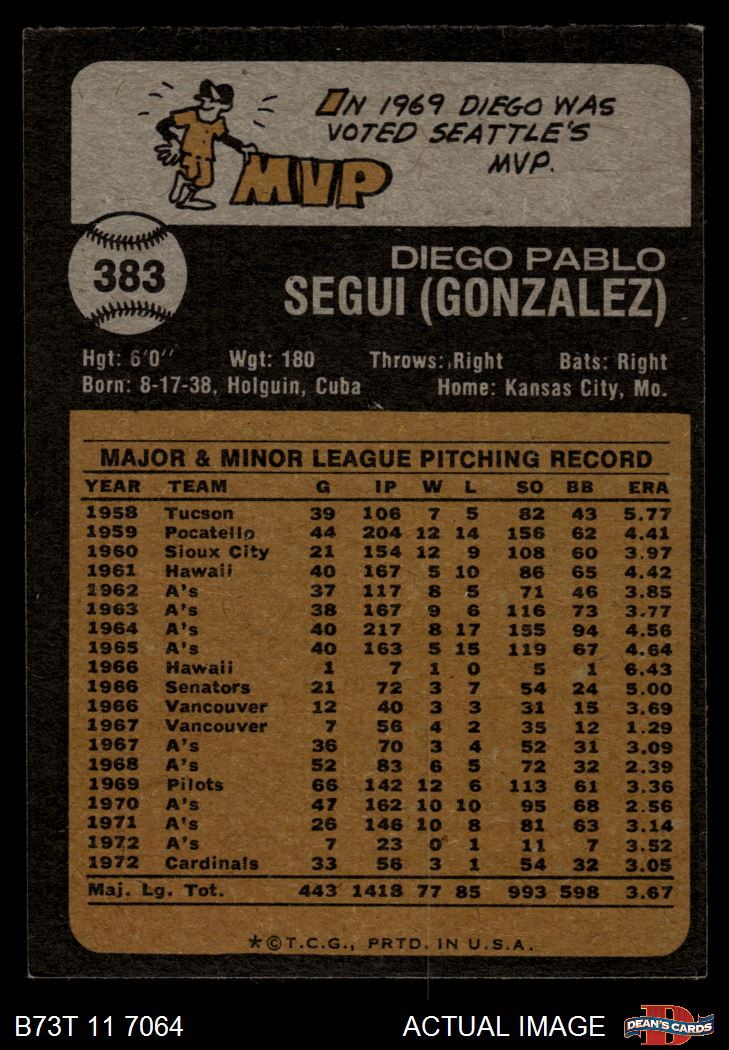 IN 1969 DIEGO WAS
VOTED SEATTLE'S
MVP.
MVP
383
DIEGO PABLO
SEGUI (GONZALEZ)
Hgt: 6'0" Wgt: 180 Throws: Right Bats: Right
Born: 8-17-38, Holguin, Cuba Home: Kansas City, Mo.
MAJOR & MINOR LEAGUE PITCHING RECORD
YEAR TEAM G IP W L SO BB ERA
1958 Tucson 39 106 7 5 82 43 5.77
1959 Pocatello 44 204 12 14 156 62 4.41
1960 Sioux City 21 154 12 9 108 60 3.97
1961 Hawaii 40 167 5 10 86 65 4.42
1962 A's 37 117 8 5 71 46 3.85
1963 A's 38 167 9 6 116 73 3.77
1964 A's 40 217 8 17 155 94 4.56
1965 A's 40 163 5 15 119 67 4.64
1966 Hawaii 1 7 1 0 5 1 6.43
1966 Senators 21 72 3 7 54 24 5.00
1966 Vancouver 12 40 3 3 31 15 3.69
1967 Vancouver 7 56 4 2 35 12 1.29
1967 A's 36 70 3 4 52 31 3.09
1968 A's 52 83 6 5 72 32 2.39
1969 Pilots 66 142 12 6 113 61 3.36
1970 A's 47 162 10 10 95 68 2.56
1971 A's 26 146 10 8 81 63 3.14
1972 A's 7 23 0 1 11 7 3.52
1972 Cardinals 33 56 3 1 54 32 3.05
Maj. Lg. Tot. 443 1418 77 85 993 598 3.67
*©T.C.G., PRTD. IN U.S.A.
B73T 11 7064 ACTUAL IMAGE DEAN'S CARDS